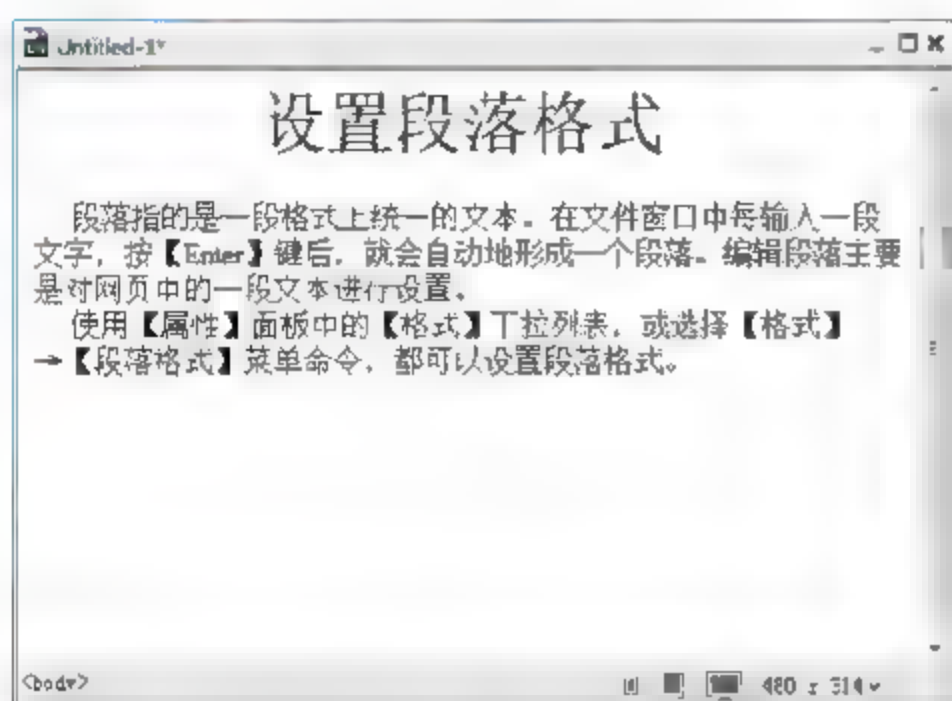 Untitled-1*
设置段落格式
段落指的是一段格式上统一的文本。在文件窗口中每输入一段
文字，按【Enter】键后，就会自动地形成一个段落。编辑段落主要
是对网页中的一段文本进行设置。
使用【属性】面板中的【格式】下拉列表，或选择【格式】
→【段落格式】菜单命令，都可以设置段落格式。
<body> 480 x 314